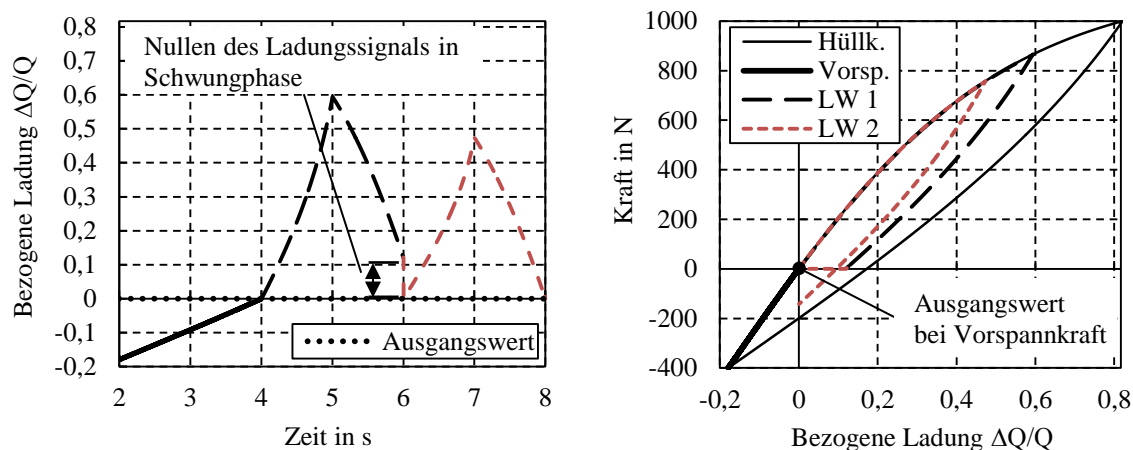 0,8
0,7
0,6
0,5
0,4
0,3
0,2
0,1
0
-0,1
-0,2
Bezogene Ladung ΔQ/Q
Nullen des Ladungssignals in
Schwungphase
Ausgangswert
2 3 4 5 6 7 8
Zeit in s
1000
800
600
400
200
0
-200
-400
Kraft in N
Hüllk.
Vorsp.
LW 1
LW 2
Ausgangswert
bei Vorspannkraft
-0,2 0 0,2 0,4 0,6 0,8
Bezogene Ladung ΔQ/Q